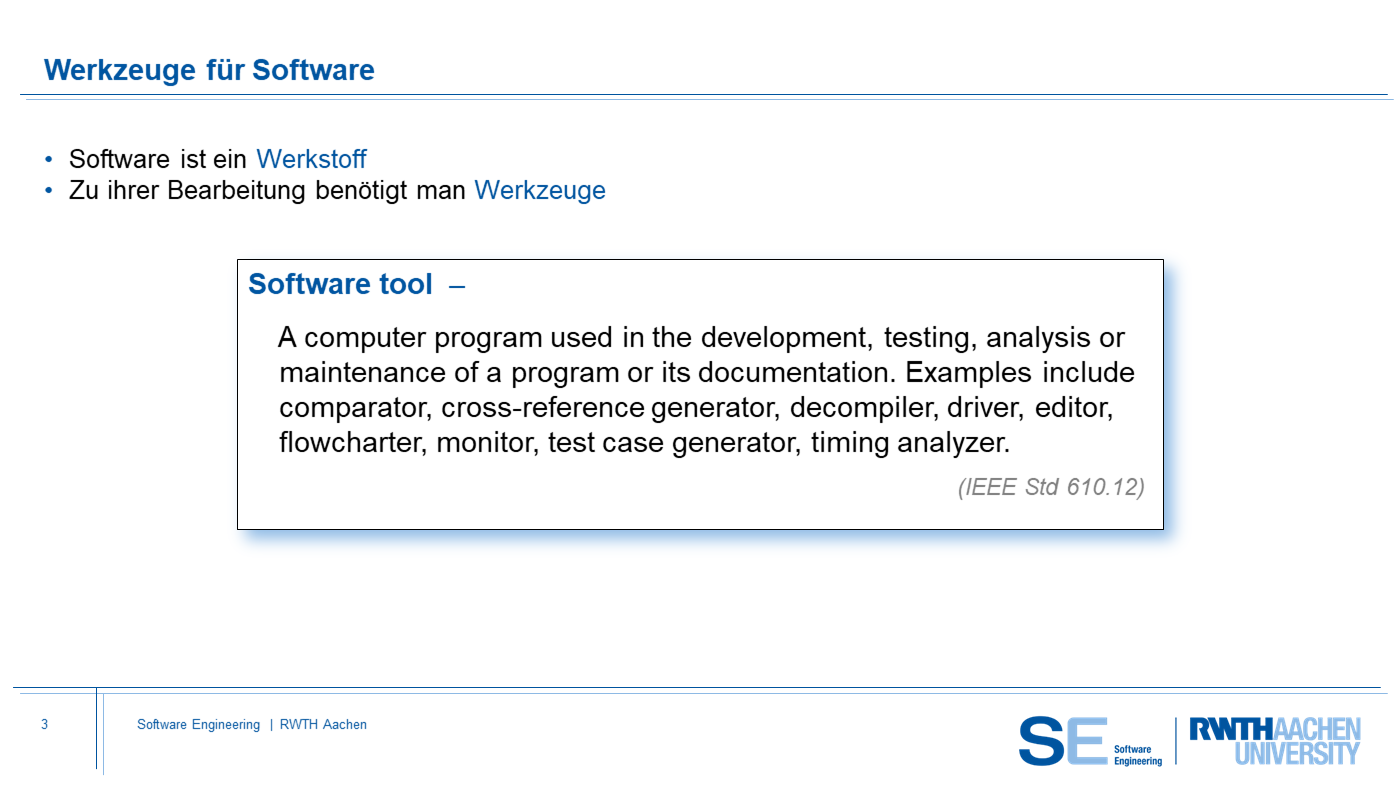 Werkzeuge für Software
• Software ist ein Werkstoff
• Zu ihrer Bearbeitung benötigt man Werkzeuge
Software tool –
A computer program used in the development, testing, analysis or
maintenance of a program or its documentation. Examples include
comparator, cross-reference generator, decompiler, driver, editor,
flowcharter, monitor, test case generator, timing analyzer.
(IEEE Std 610.12)
3
Software Engineering | RWTH Aachen
SE Software
Engineering
RWTHAACHEN
UNIVERSITY